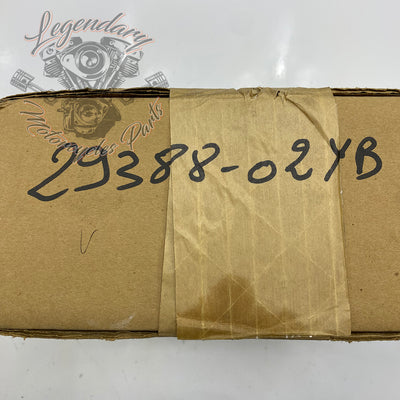 Legendary
Motorcycles Parts
29388-02YB
V